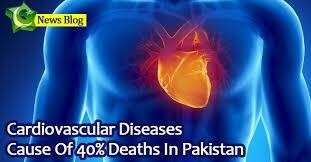 News Blog
Cardiovascular Diseases
Cause Of 40% Deaths In Pakistan